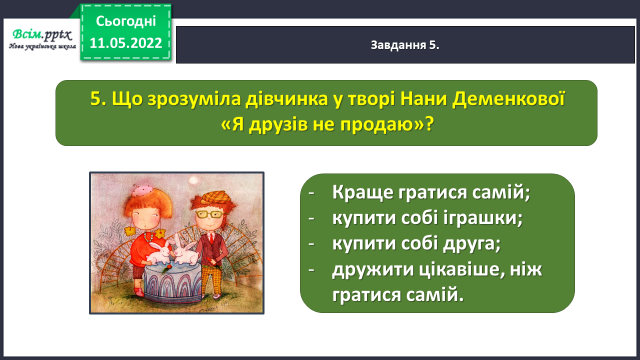 Всім.pptx
Нова українська школа
Сьогодні
11.05.2022
Завдання 5.
5. Що зрозуміла дівчинка у творі Нани Деменкової
«Я друзів не продаю»?
- Краще гратися самій;
- купити собі іграшки;
- купити собі друга;
- дружити цікавіше, ніж
гратися самій.